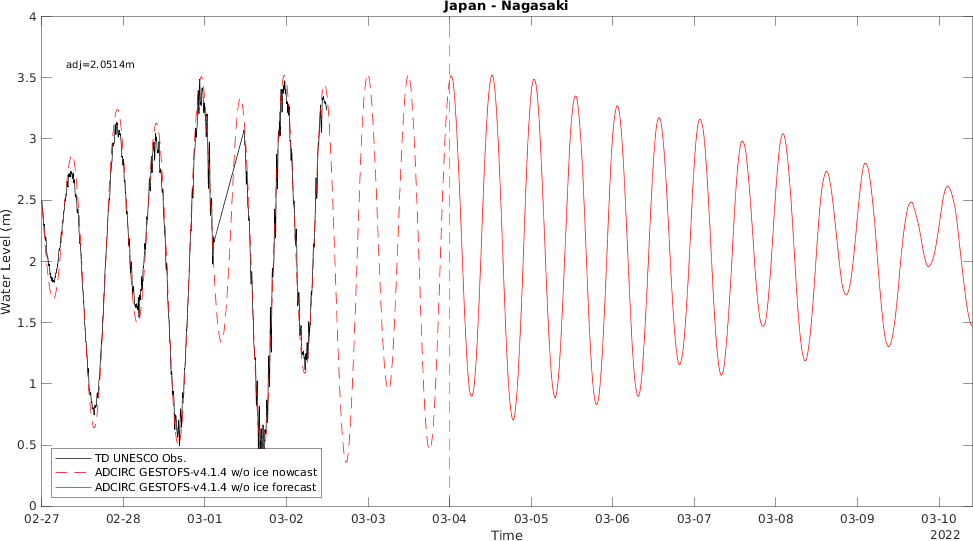 Japan - Nagasaki
adj=2.0514m
Water Level (m)
4
3.5
3
2.5
2
1.5
1
0.5
0
TD UNESCO Obs.
ADCIRC GESTOFS-v4.1.4 w/o ice nowcast
ADCIRC GESTOFS-v4.1.4 w/o ice forecast
02-27 02-28 03-01 03-02 03-03 03-04 03-05 03-06 03-07 03-08 03-09 03-10
Time
2022